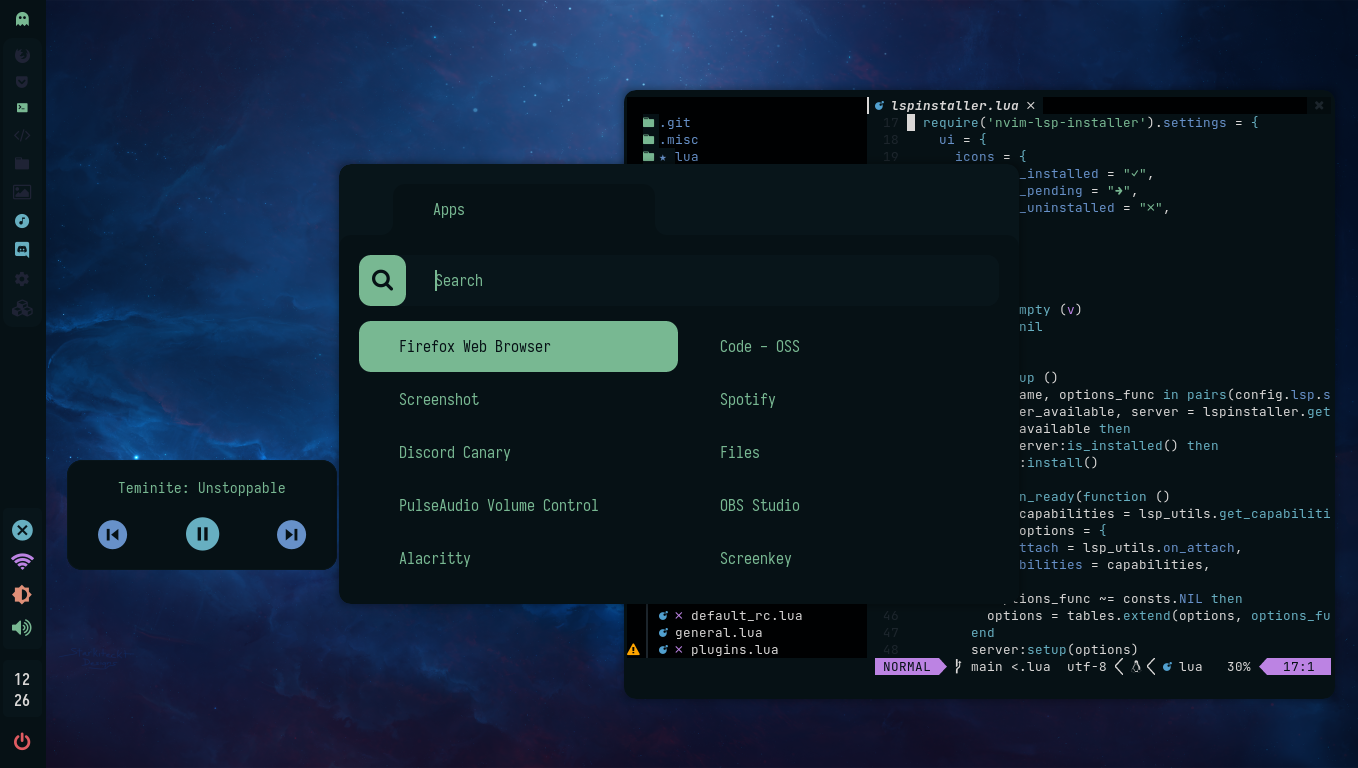 lspinstaller.lua ×
.git
.misc
★ lua
17 require('nvim-lsp-installer').settings = {
18 ui = {
19 icons = {
_installed = "✓",
_pending = "➜",
_uninstalled = "✕",
mpty (v)
nil
up ()
ame, options_func in pairs(config.lsp.s
er_available, server = lspinstaller.get
available then
erver:is_installed() then
:install()
n_ready(function ()
capabilities = lsp_utils.get_capabiliti
options = {
ttach = lsp_utils.on_attach,
bilities = capabilities,
tions_func ~= consts.NIL then
46 options = tables.extend(options, options_fu
47 end
48 server:setup(options)
✕ default_rc.lua
general.lua
✕ plugins.lua
NORMAL main <.lua utf-8 lua 30% 17:1
Apps
Search
Firefox Web Browser
Code - OSS
Screenshot
Spotify
Discord Canary
Files
PulseAudio Volume Control
OBS Studio
Alacritty
Screenkey
Teminite: Unstoppable
12
26